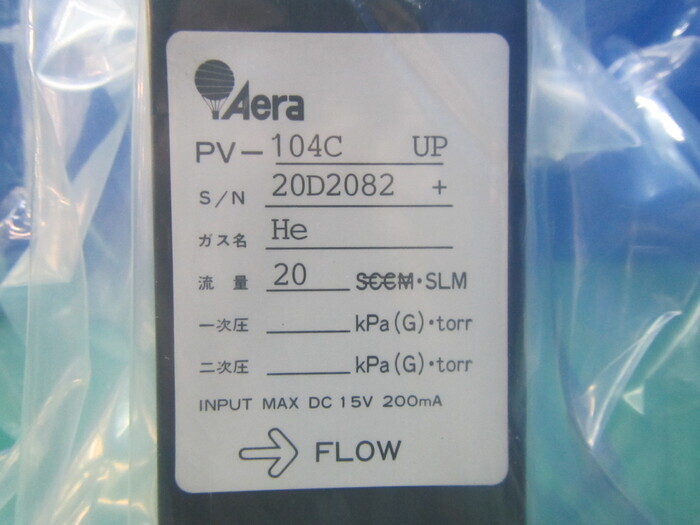 Aera
PV-104C UP
S/N 20D2082 +
ガス名 He
流量 20 SCCM・SLM
一次圧 kPa(G)・torr
二次圧 kPa(G)・torr
INPUT MAX DC 15V 200mA
FLOW